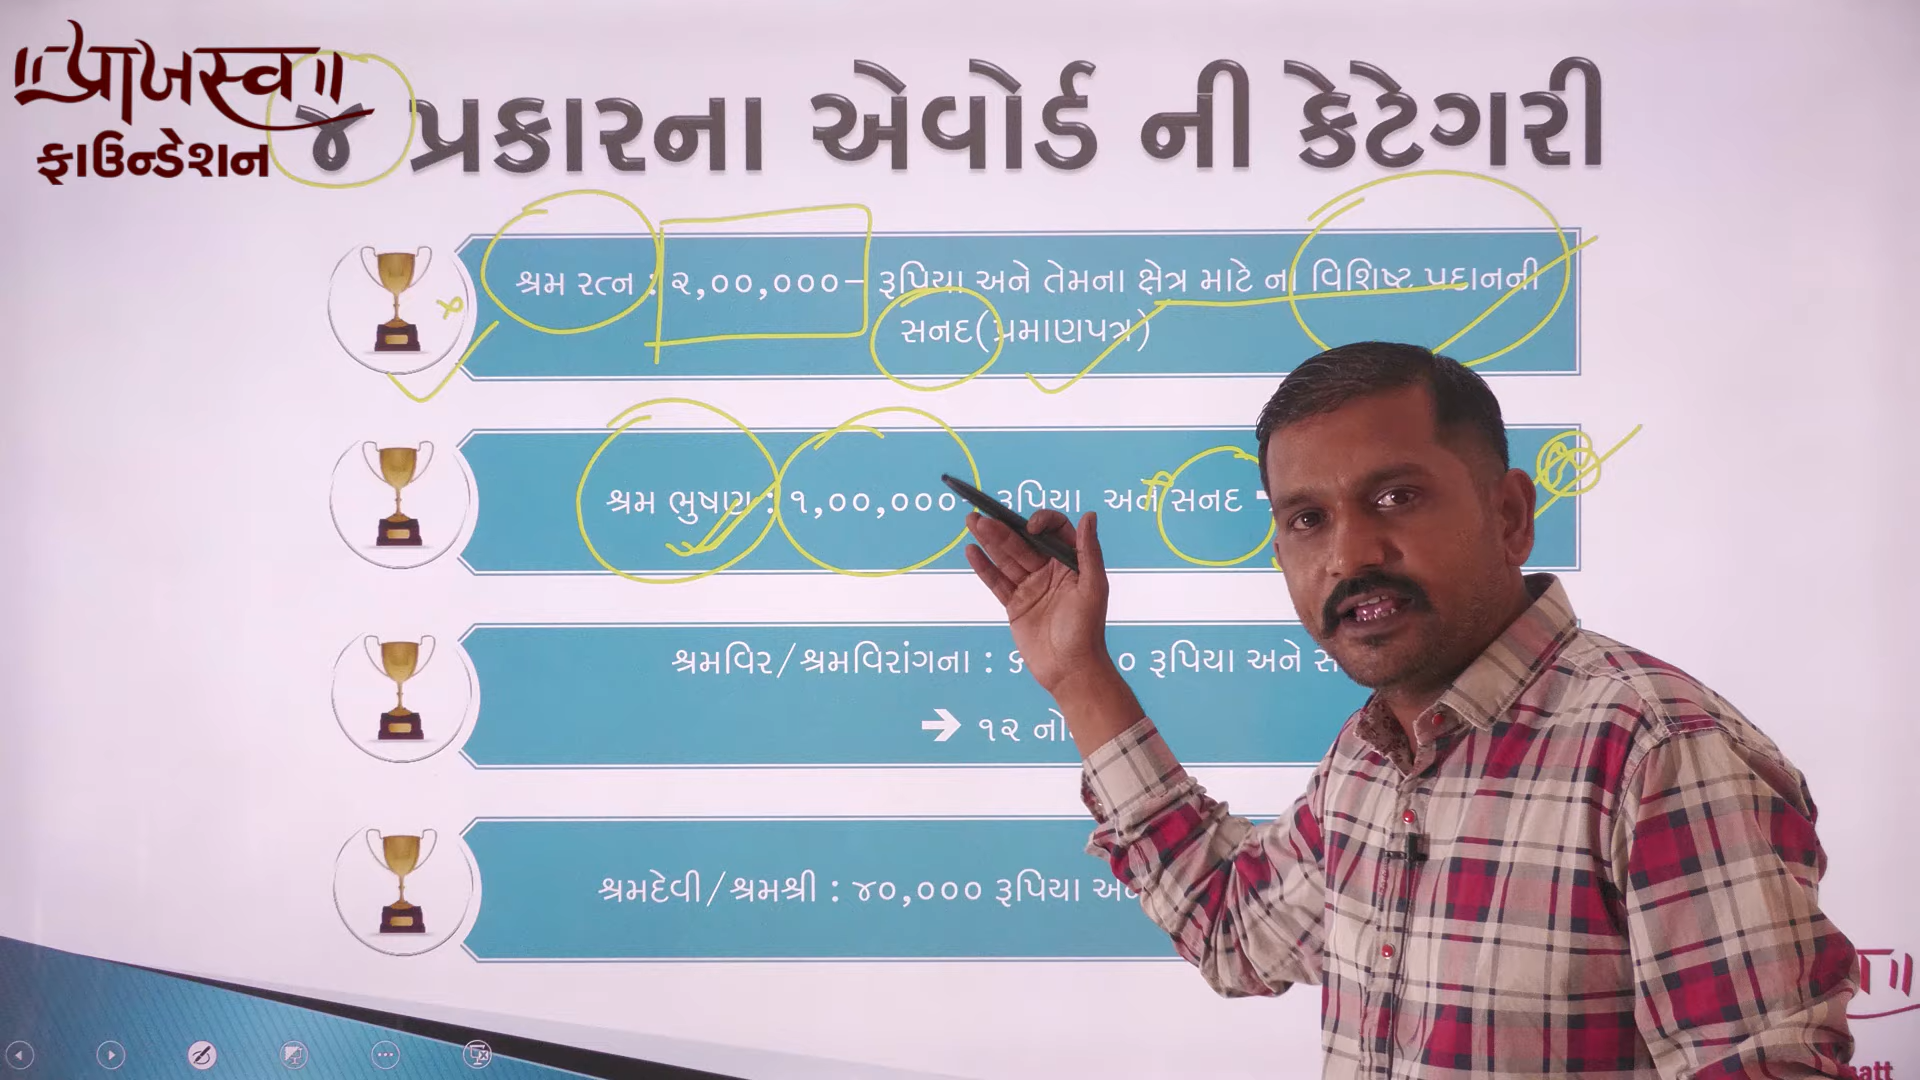 ॥પ્રાખસ્વ॥
ફાઉન્ડેશન
૪ પ્રકારના એવોર્ડ ની કેટેગરી
શ્રમ રત્ન : ૨,૦૦,૦૦૦– રૂપિયા અને તેમના ક્ષેત્ર માટે ના વિશિષ્ટ પદાનની
સનદ(પ્રમાણપત્ર)
શ્રમ ભુષણ : ૧,૦૦,૦૦૦– રૂપિયા અને સનદ
શ્રમવિર/શ્રમવિરાંગના : રૂપિયા અને
➔ ૧૨
શ્રમદેવી/શ્રમશ્રી : ૪૦,૦૦૦ રૂપિયા